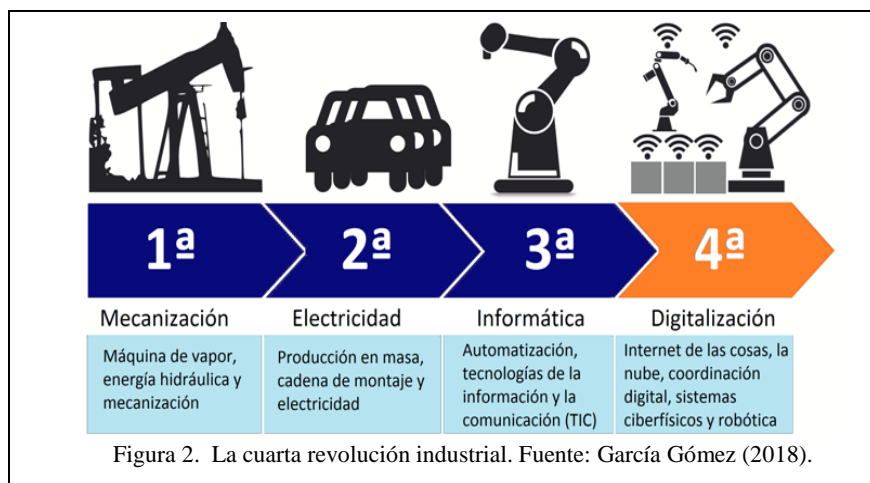 1ª
2ª
3ª
4ª
Mecanización
Electricidad
Informática
Digitalización
Máquina de vapor,
energía hidráulica y
mecanización
Producción en masa,
cadena de montaje y
electricidad
Automatización,
tecnologías de la
información y la
comunicación (TIC)
Internet de las cosas, la
nube, coordinación
digital, sistemas
ciberfísicos y robótica
Figura 2.  La cuarta revolución industrial. Fuente: García Gómez (2018).